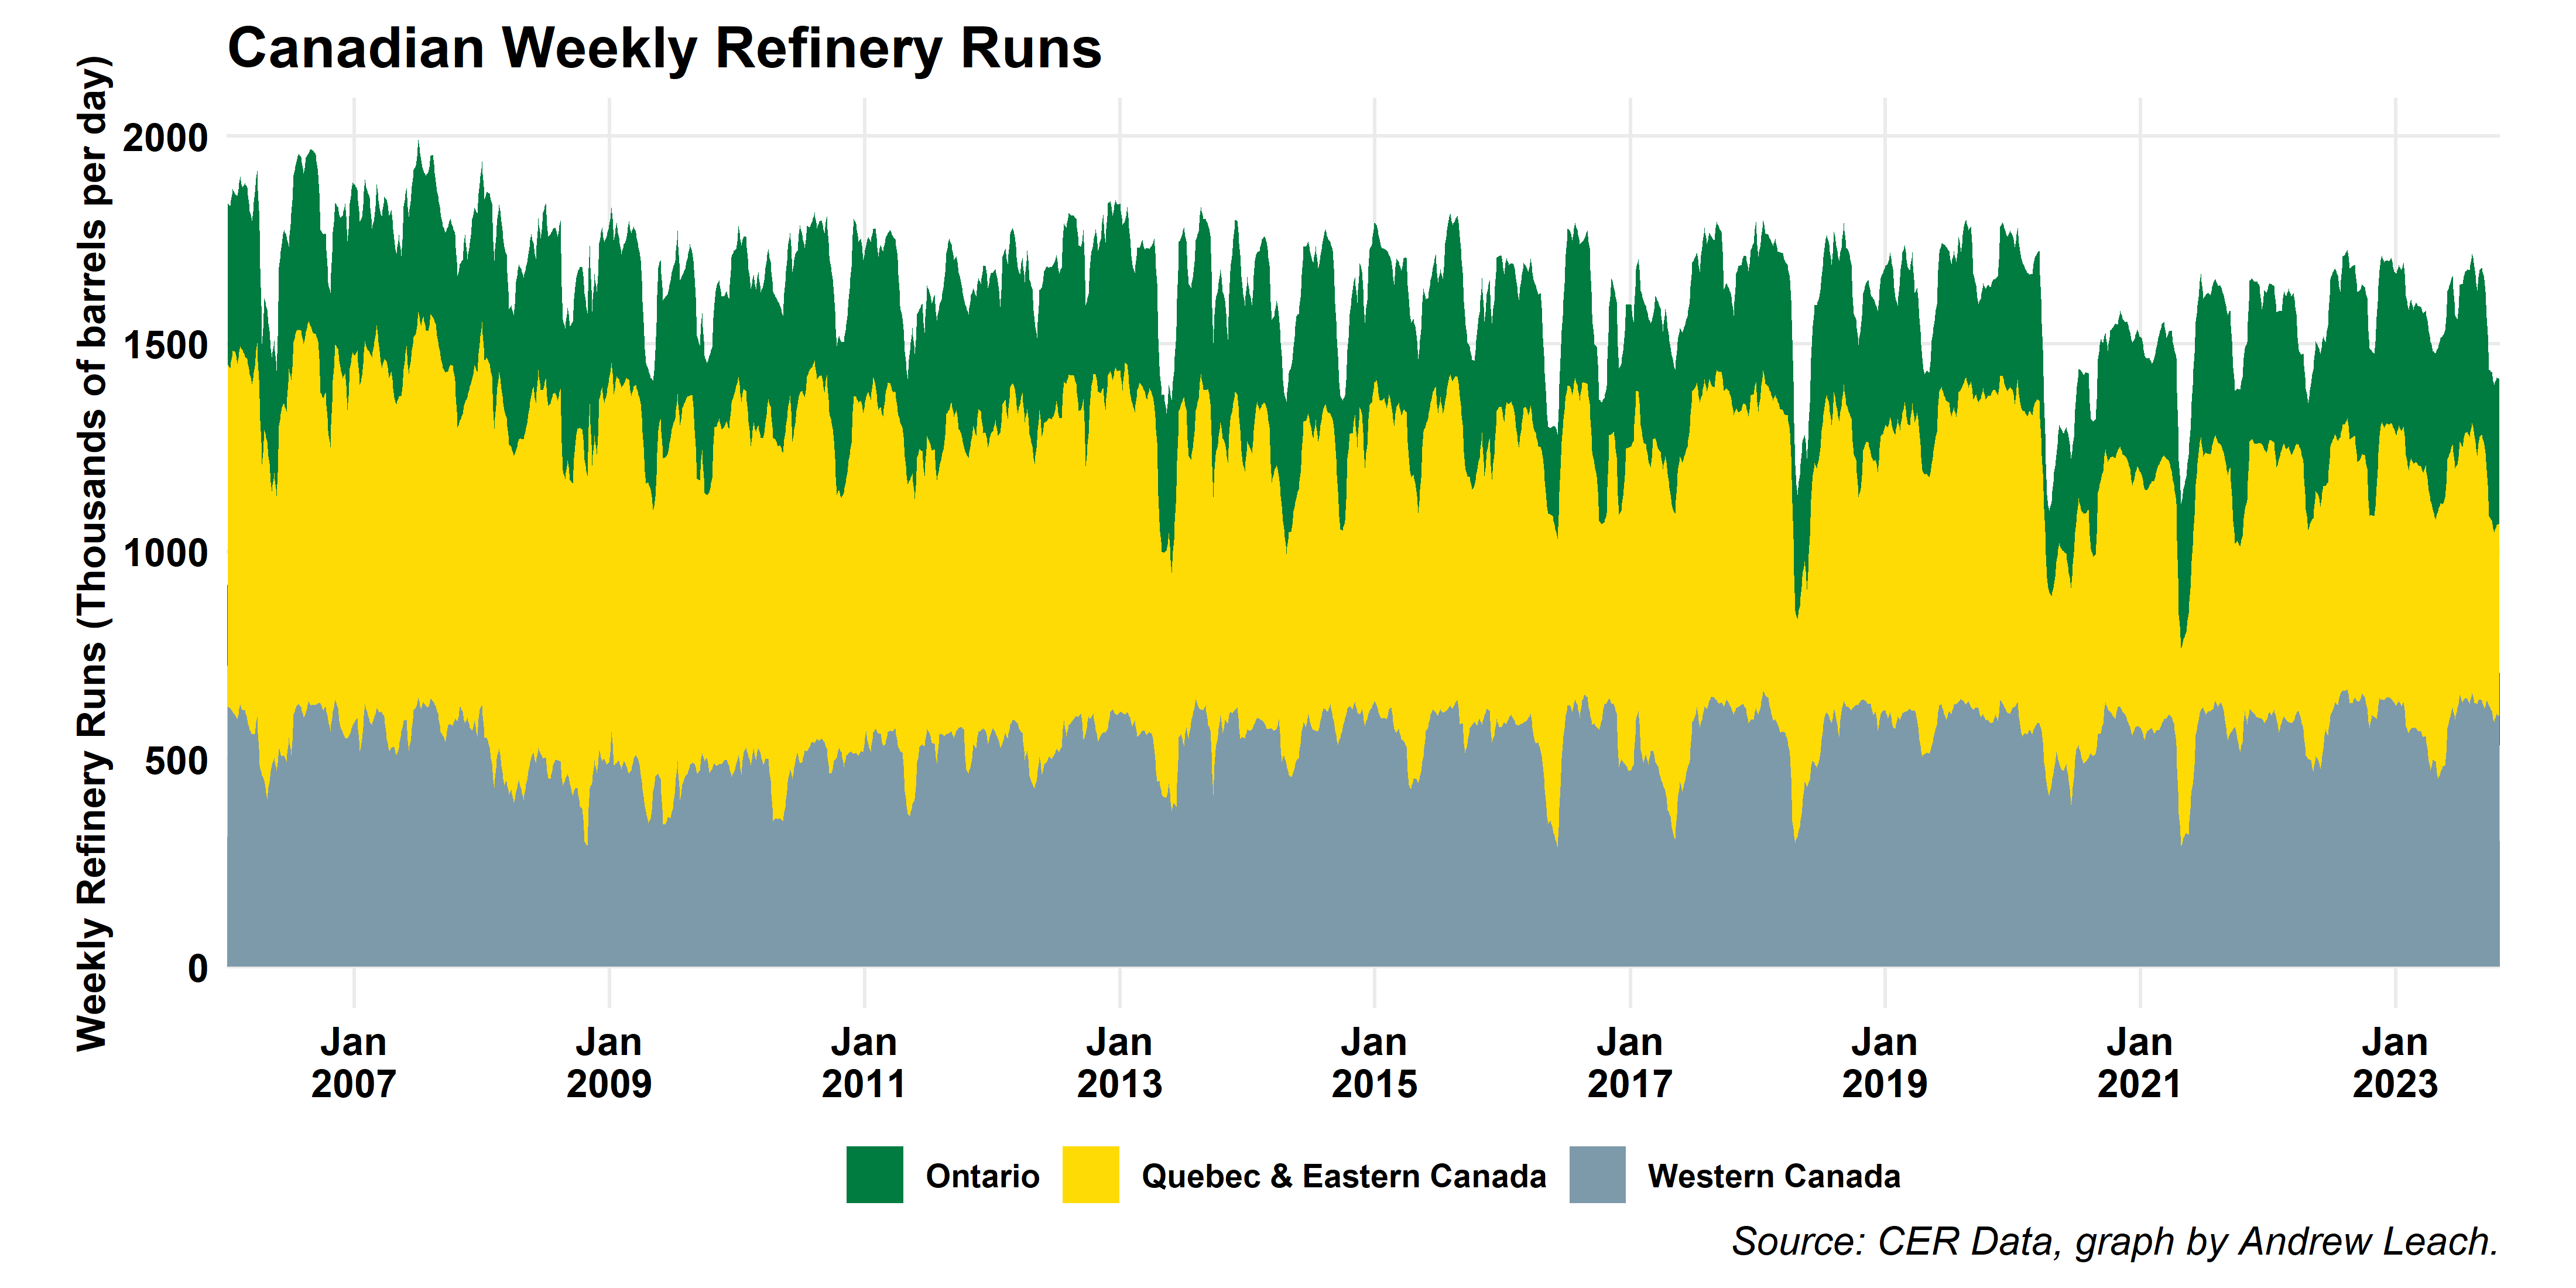 Canadian Weekly Refinery Runs
Weekly Refinery Runs (Thousands of barrels per day)
2000
1500
1000
500
0
Jan 2007
Jan 2009
Jan 2011
Jan 2013
Jan 2015
Jan 2017
Jan 2019
Jan 2021
Jan 2023
Ontario
Quebec & Eastern Canada
Western Canada
Source: CER Data, graph by Andrew Leach.